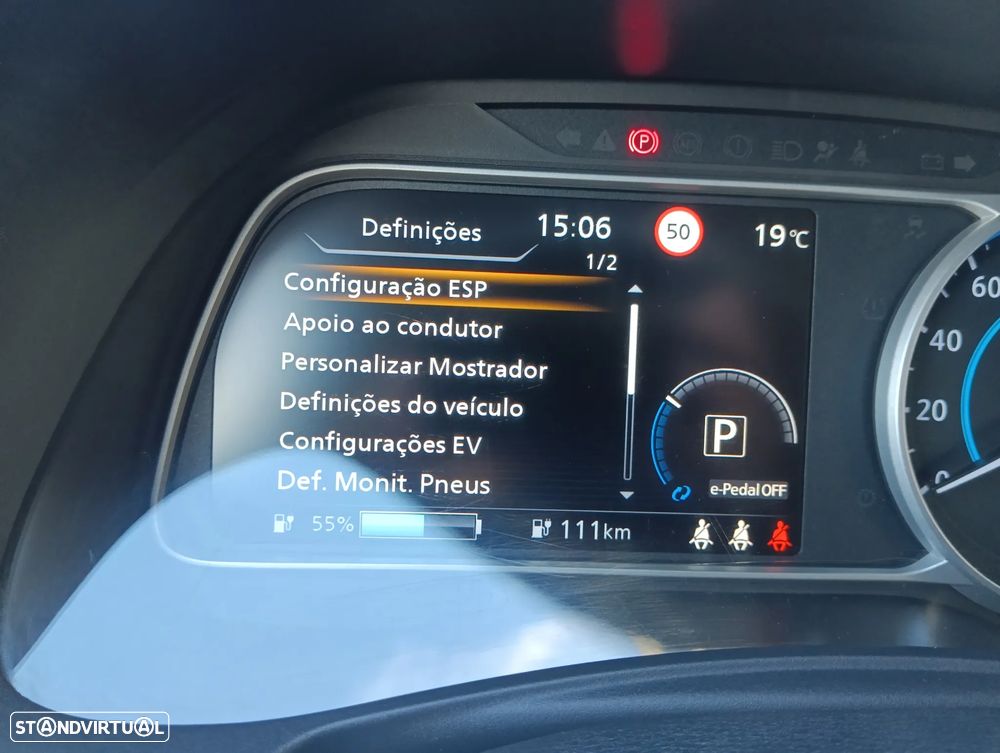 Definições
15:06
50
19°C
1/2
Configuração ESP
Apoio ao condutor
Personalizar Mostrador
Definições do veículo
Configurações EV
Def. Monit. Pneus
P
e-Pedal OFF
55%
111km
P
60
40
20
0
STANDVIRTUAL